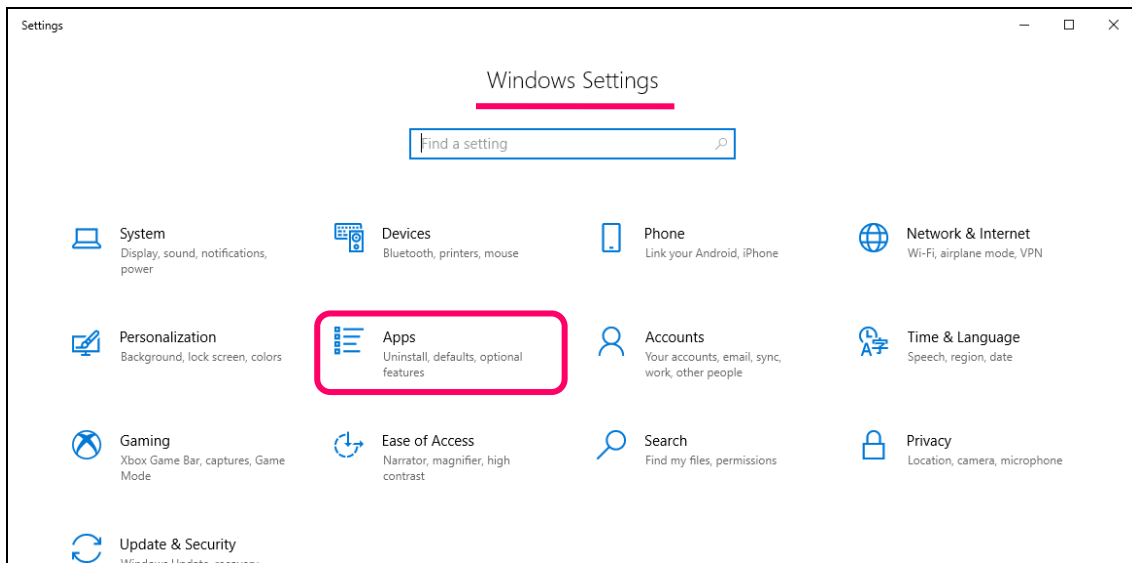 Settings
Windows Settings
Find a setting
System
Display, sound, notifications,
power
Devices
Bluetooth, printers, mouse
Phone
Link your Android, iPhone
Network & Internet
Wi-Fi, airplane mode, VPN
Personalization
Background, lock screen, colors
Apps
Uninstall, defaults, optional
features
Accounts
Your accounts, email, sync,
work, other people
Time & Language
Speech, region, date
Gaming
Xbox Game Bar, captures, Game
Mode
Ease of Access
Narrator, magnifier, high
contrast
Search
Find my files, permissions
Privacy
Location, camera, microphone
Update & Security
Windows Update, recovery